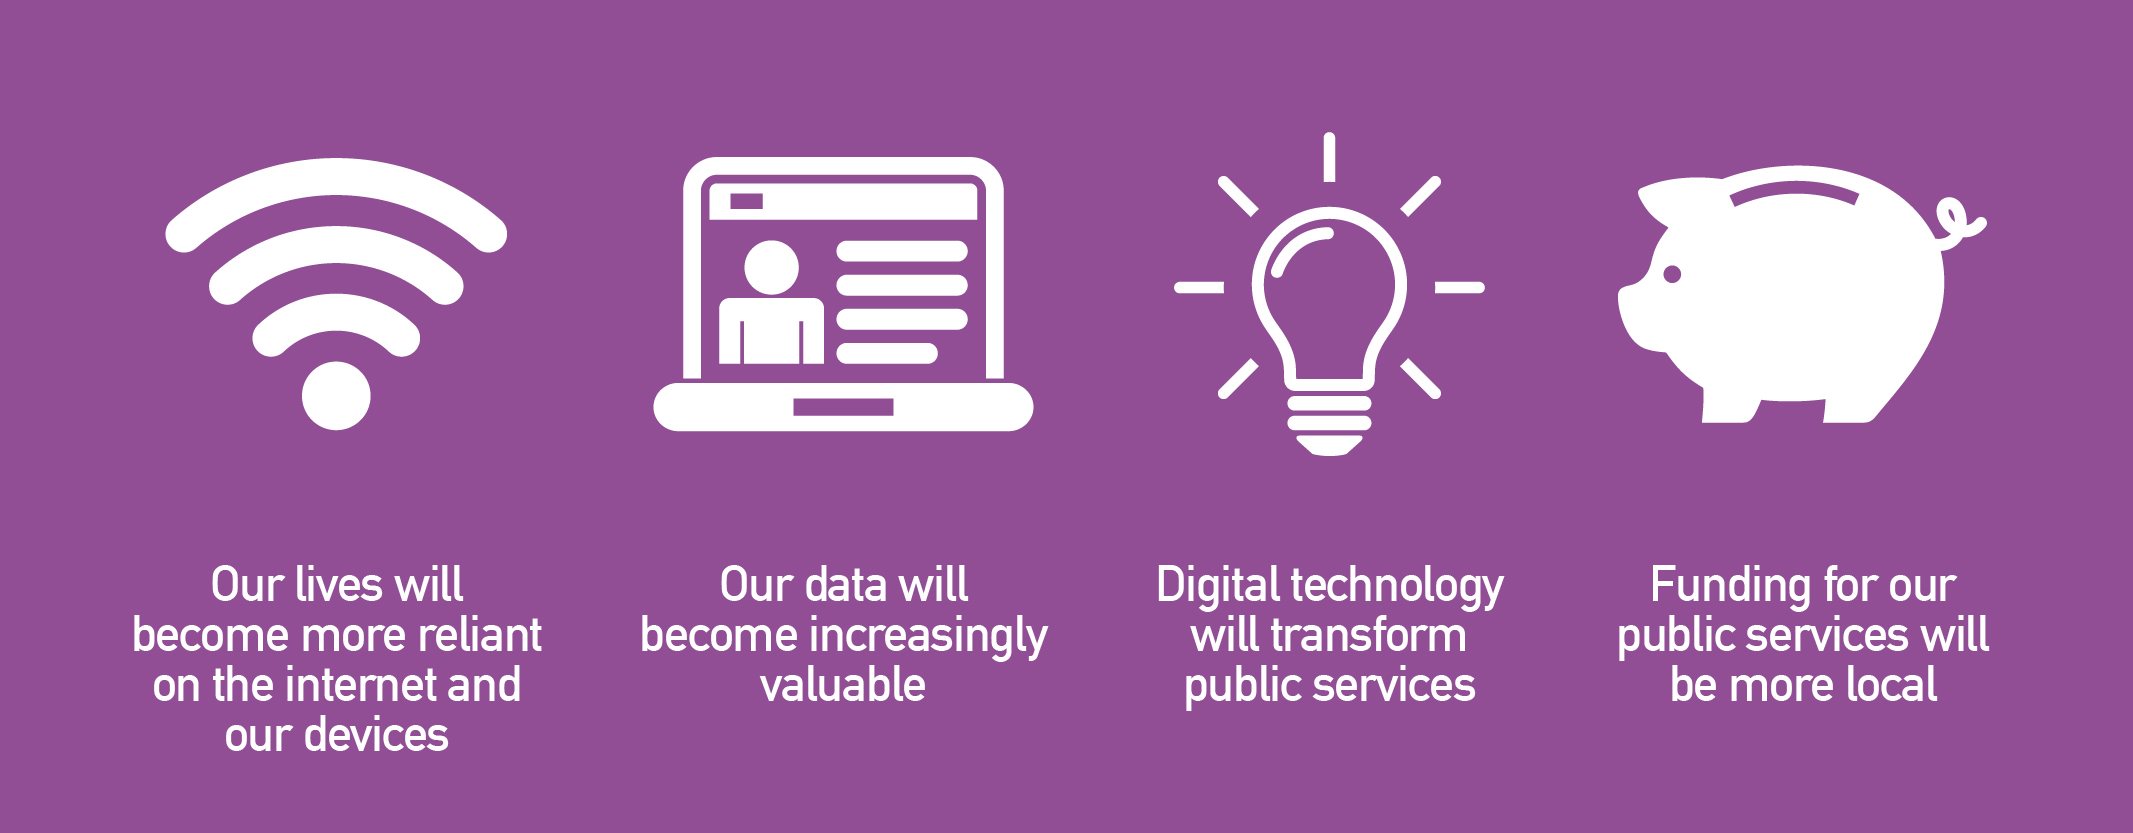 Our lives will
become more reliant
on the internet and
our devices
Our data will
become increasingly
valuable
Digital technology
will transform
public services
Funding for our
public services will
be more local